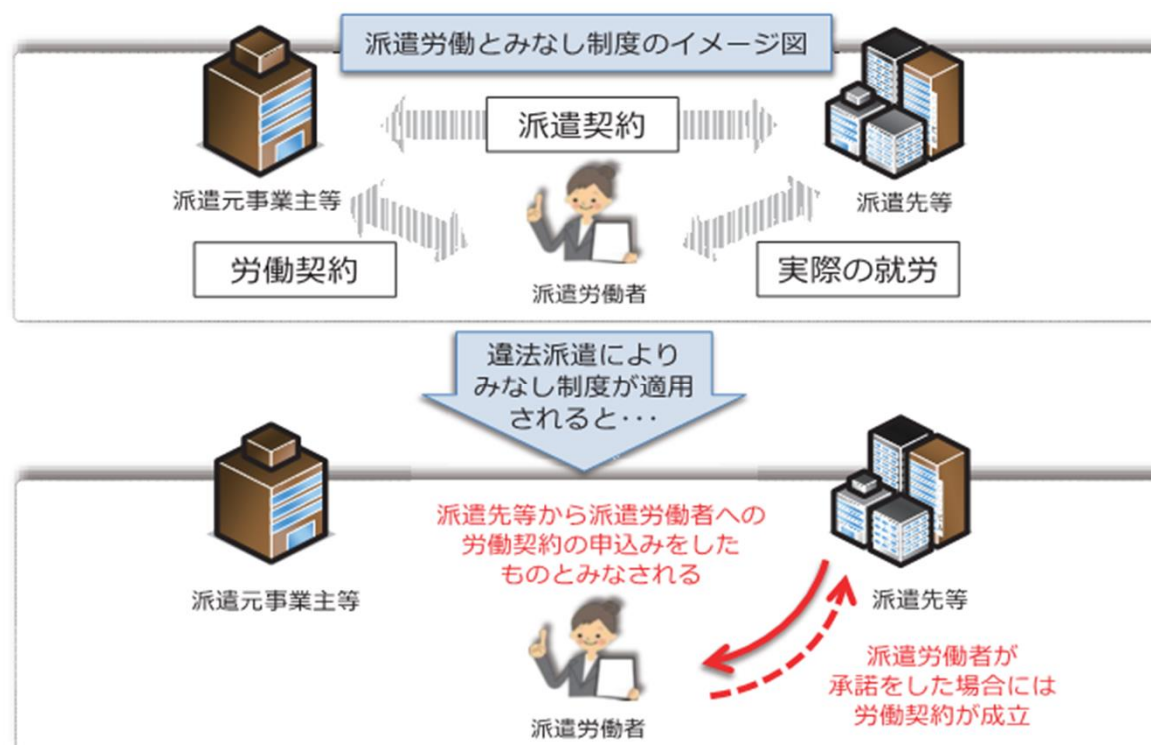 派遣労働とみなし制度のイメージ図
派遣契約
派遣元事業主等
派遣先等
労働契約
実際の就労
派遣労働者
違法派遣により
みなし制度が適用
されると･･･
派遣先等から派遣労働者への
労働契約の申込みをした
ものとみなされる
派遣元事業主等
派遣先等
派遣労働者が
承諾をした場合には
労働契約が成立
派遣労働者